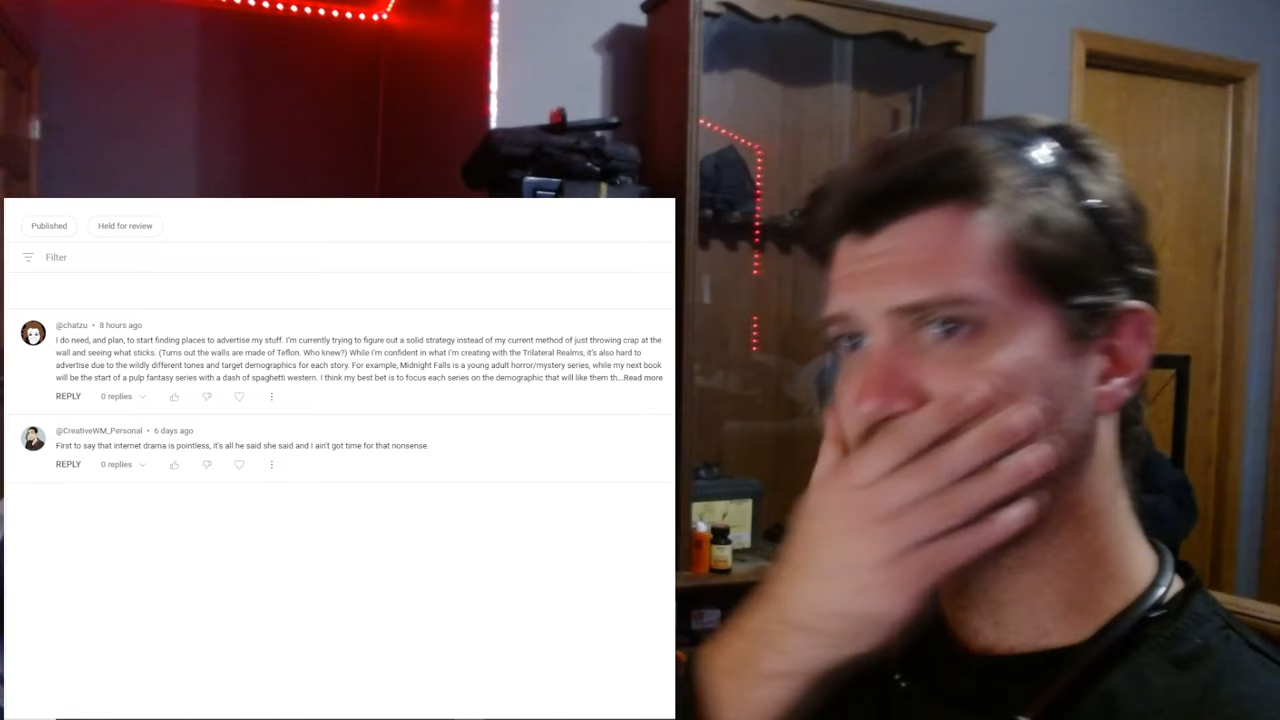 Published
Held for review
Filter
@chatzu • 8 hours ago
I do need, and plan, to start finding places to advertise my stuff. I'm currently trying to figure out a solid strategy instead of my current method of just throwing crap at the
wall and seeing what sticks. (Turns out the walls are made of Teflon. Who knew?) While I'm confident in what I'm creating with the Trilateral Realms, it's also hard to
advertise due to the wildly different tones and target demographics for each story. For example, Midnight Falls is a young adult horror/mystery series, while my next book
will be the start of a pulp fantasy series with a dash of spaghetti western. I think my best bet is to focus each series on the demographic that will like them th...Read more
REPLY 0 replies
@CreativeWM_Personal • 6 days ago
First to say that internet drama is pointless, it's all he said she said and I ain't got time for that nonsense.
REPLY 0 replies